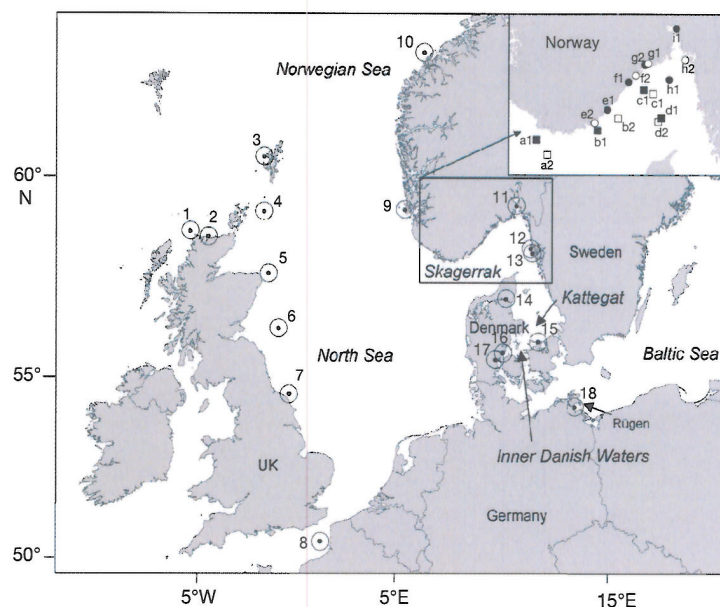 10
Norwegian Sea
Norway
i1
g2
g1
h2
f1
f2
h1
c1
c1
e1
d1
e2
b2
d2
a1
b1
a2
3
60°
N
4
9
11
1
2
12
13
Sweden
5
Skagerrak
Kattegat
14
6
Denmark
15
16
North Sea
17
Baltic Sea
55°
7
18
Rügen
UK
Inner Danish Waters
Germany
8
50°
5°W
5°E
15°E